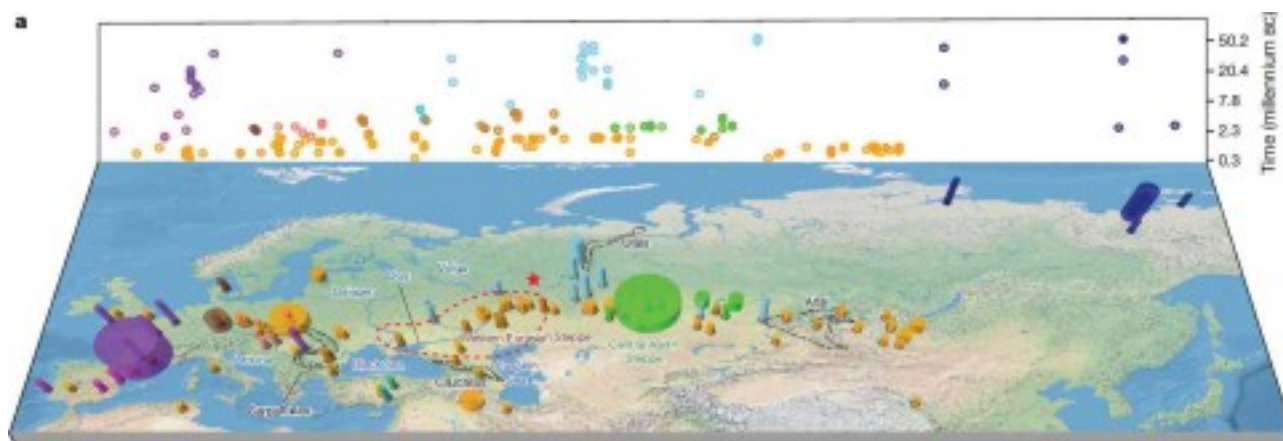 a
Time (millennium BC)
50.2
20.4
7.8
2.3
0.3
Urals
Volga
Don
Dnieper
Altai
Western Eurasian Steppe
Central Asian
Steppe
Caucasus
Carpathians